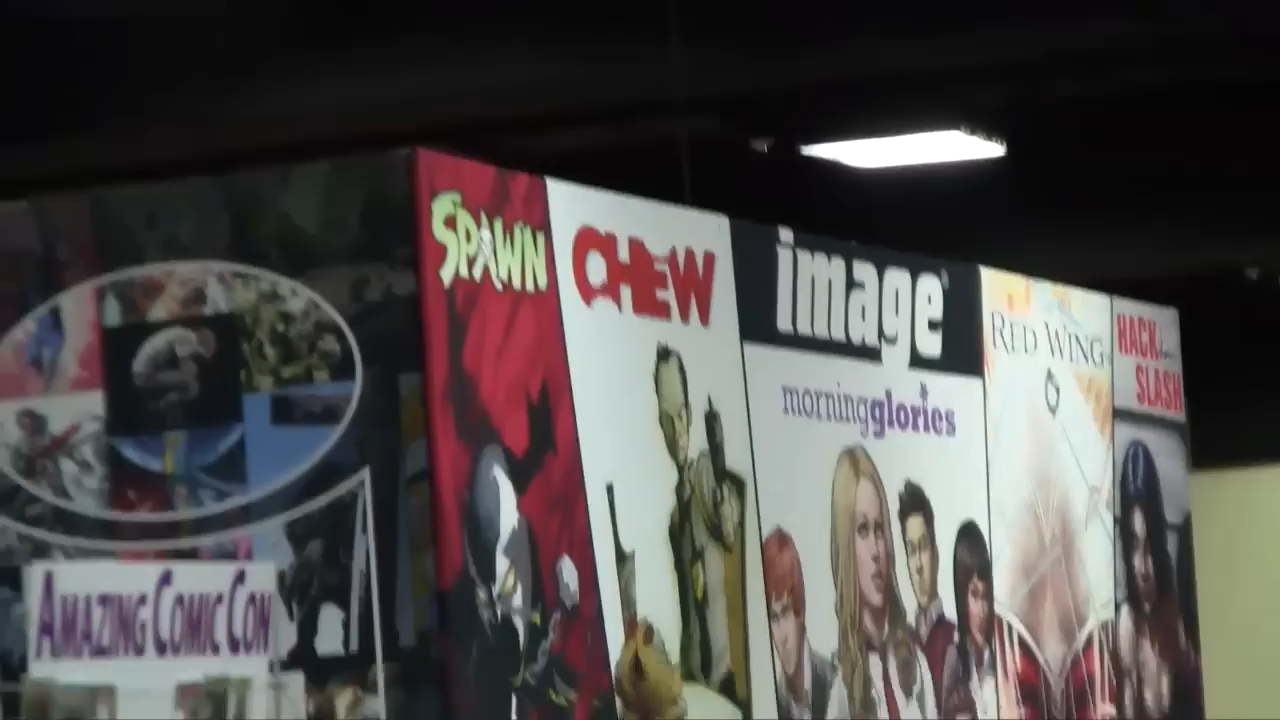 SPAWN
CHEW
image
morningglories
RED WING
HACK
SLASH
AMAZING COMIC CON